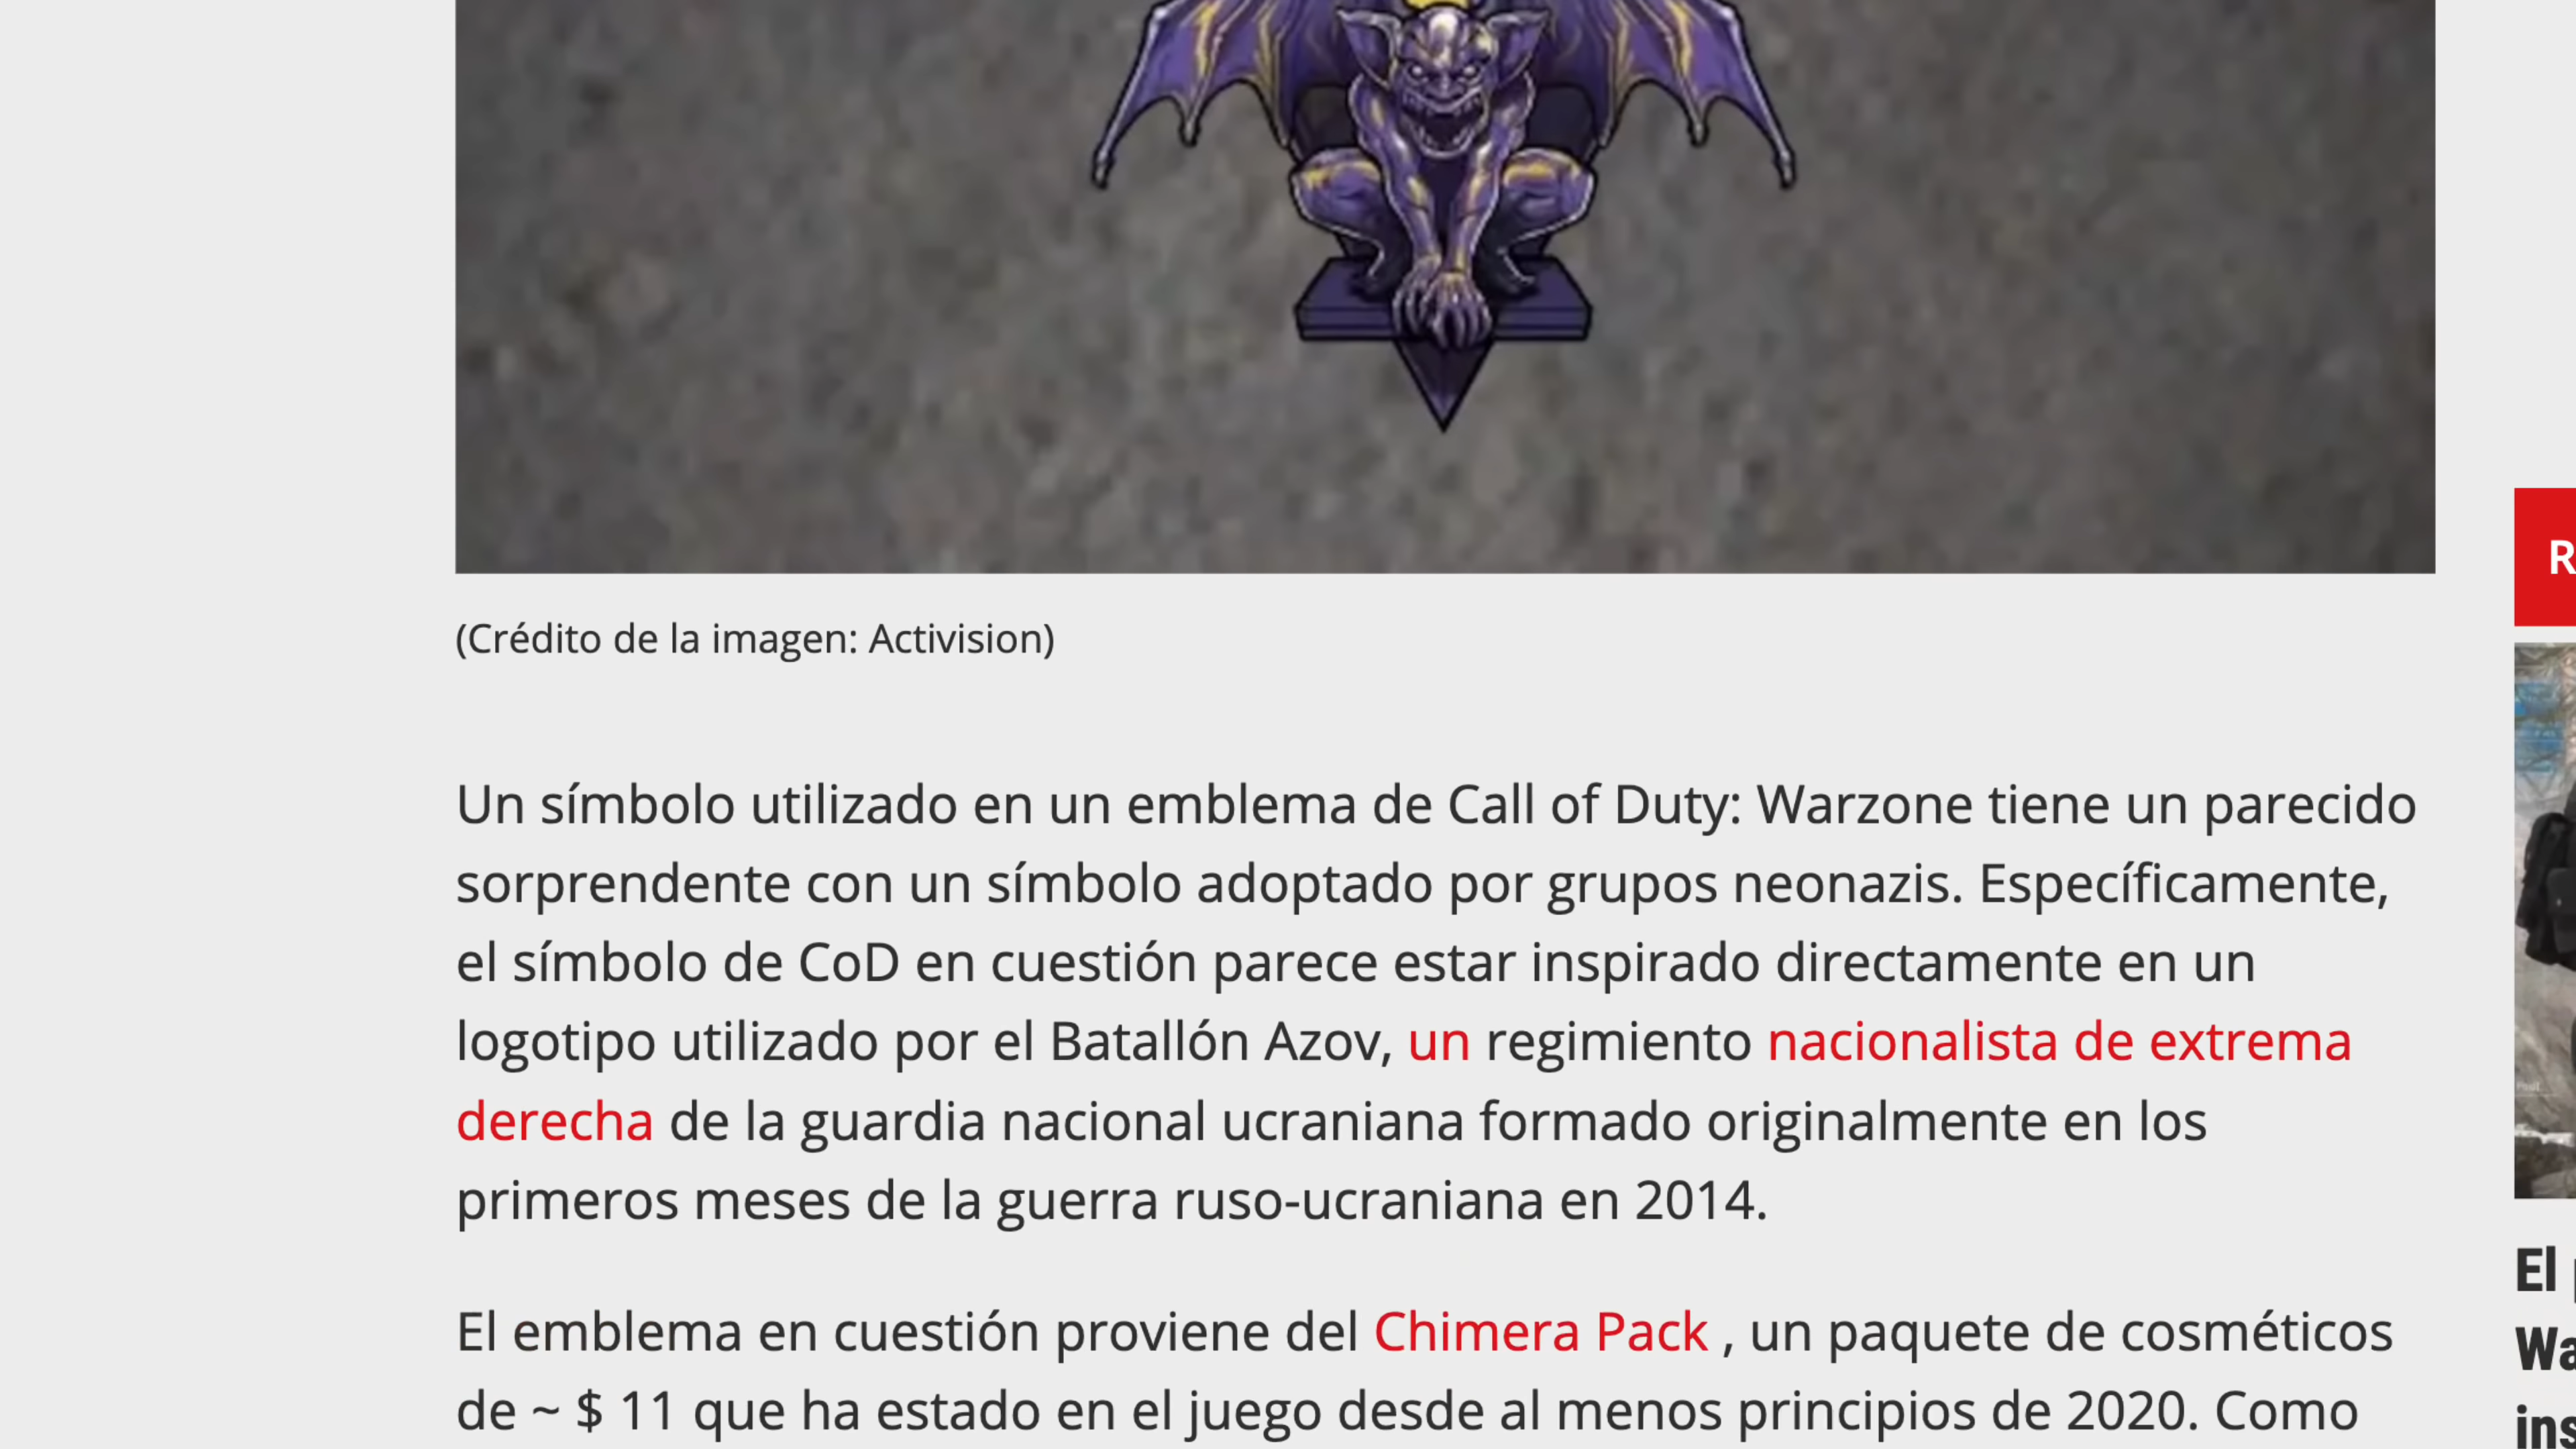 (Crédito de la imagen: Activision)
Un símbolo utilizado en un emblema de Call of Duty: Warzone tiene un parecido
sorprendente con un símbolo adoptado por grupos neonazis. Específicamente,
el símbolo de CoD en cuestión parece estar inspirado directamente en un
logotipo utilizado por el Batallón Azov, un regimiento nacionalista de extrema
derecha de la guardia nacional ucraniana formado originalmente en los
primeros meses de la guerra ruso-ucraniana en 2014.
El emblema en cuestión proviene del Chimera Pack , un paquete de cosméticos
de ~ $ 11 que ha estado en el juego desde al menos principios de 2020. Como
R
El
Wa
ins